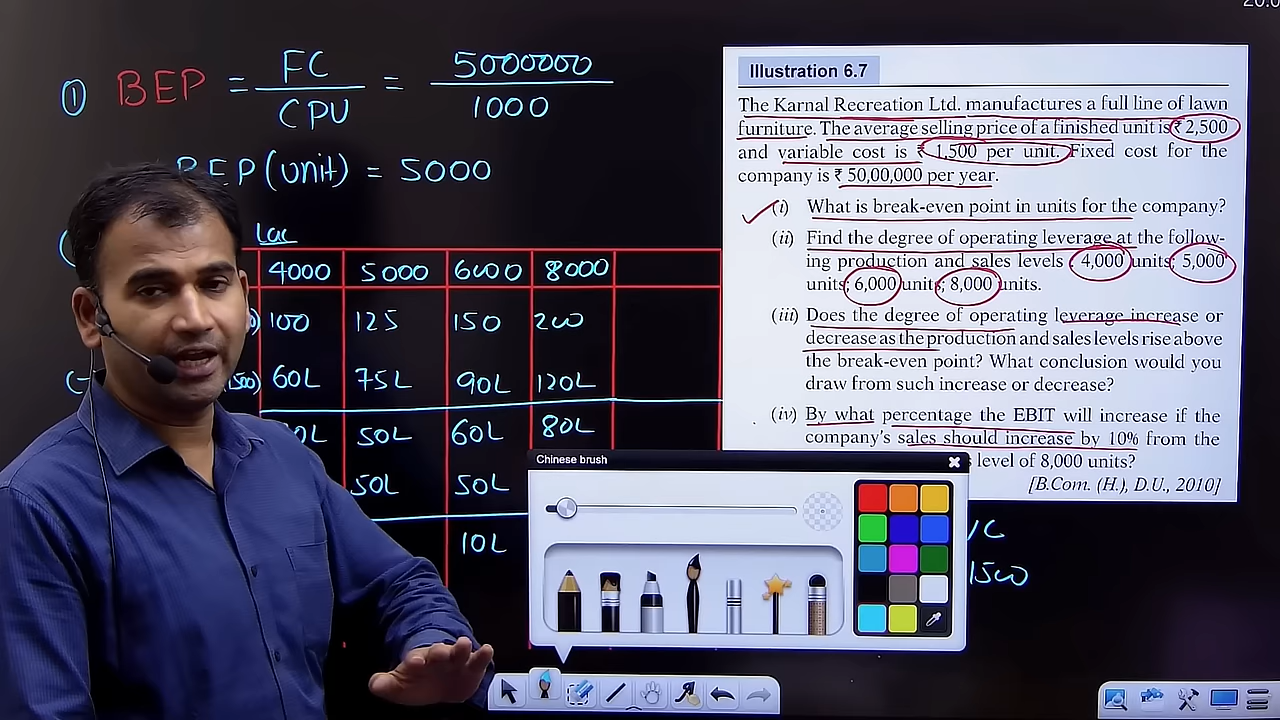 ① BEP = FC / CPU = 5000000 / 1000
BEP (unit) = 5000
Lac
4000 5000 6000 8000
100 125 150 200
(-) 1500) 60L 75L 90L 120L
50L 60L 80L
50L 50L
10L
Illustration 6.7
The Karnal Recreation Ltd. manufactures a full line of lawn
furniture. The average selling price of a finished unit is ₹ 2,500
and variable cost is ₹ 1,500 per unit. Fixed cost for the
company is ₹ 50,00,000 per year.
(i) What is break-even point in units for the company?
(ii) Find the degree of operating leverage at the follow-
ing production and sales levels 4,000 units; 5,000
units; 6,000 units; 8,000 units.
(iii) Does the degree of operating leverage increase or
decrease as the production and sales levels rise above
the break-even point? What conclusion would you
draw from such increase or decrease?
(iv) By what percentage the EBIT will increase if the
company's sales should increase by 10% from the
level of 8,000 units?
[B.Com. (H.), D.U., 2010]
Chinese brush
1500